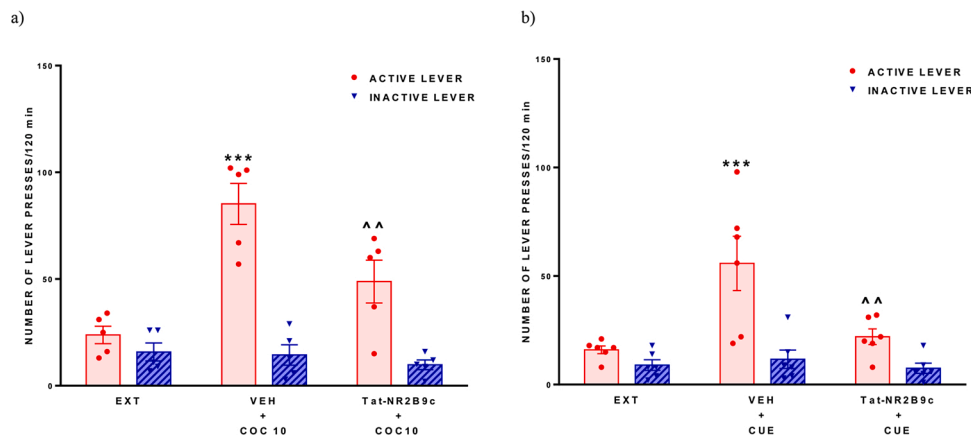 a)
NUMBER OF LEVER PRESSES/120 min
150
100
50
0
ACTIVE LEVER
INACTIVE LEVER
***
^ ^
EXT
VEH
+
COC 10
Tat-NR2B9c
+
COC10
b)
NUMBER OF LEVER PRESSES/120 min
150
100
50
0
ACTIVE LEVER
INACTIVE LEVER
***
^ ^
EXT
VEH
+
CUE
Tat-NR2B9c
+
CUE